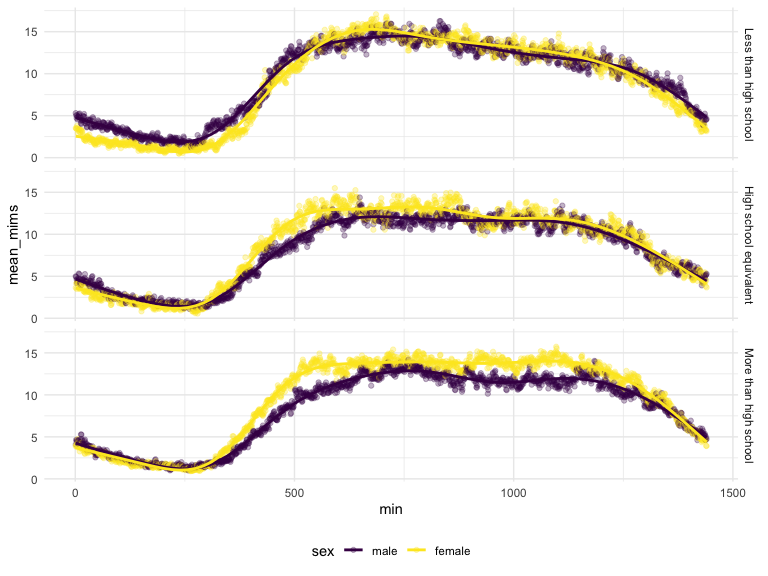 15
10
5
0
Less than high school
15
10
5
0
High school equivalent
15
10
5
0
More than high school
mean_mims
0 500 1000 1500
min
sex male female